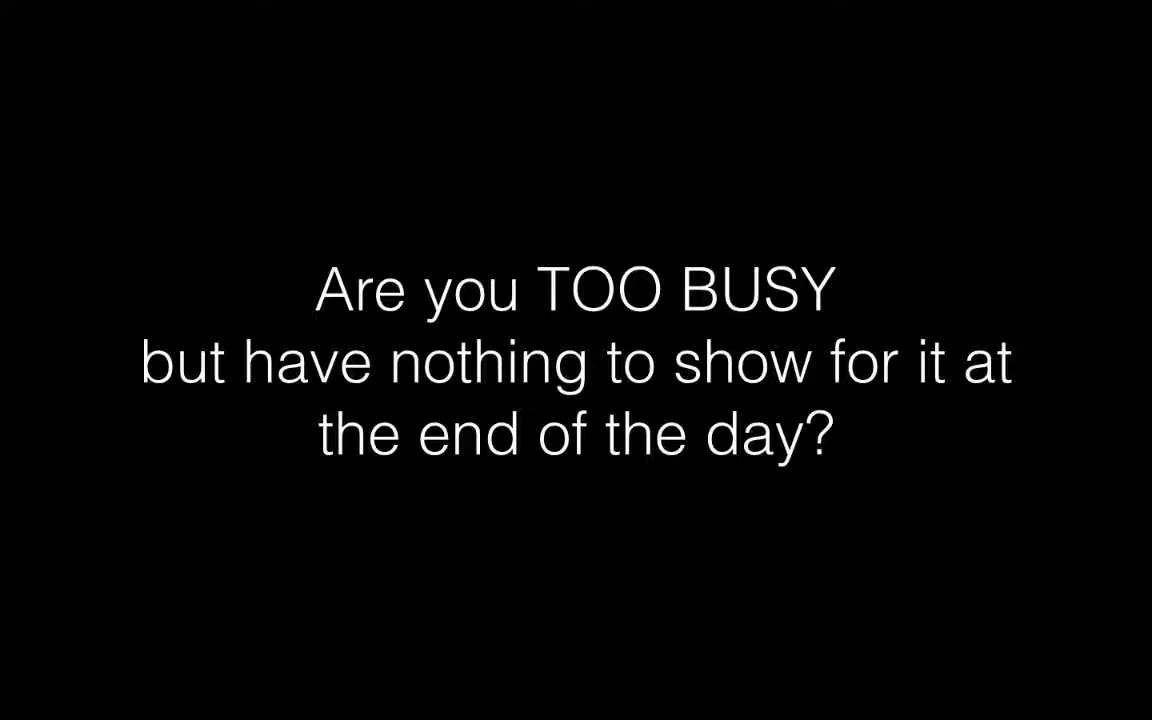 Are you TOO BUSY
but have nothing to show for it at
the end of the day?